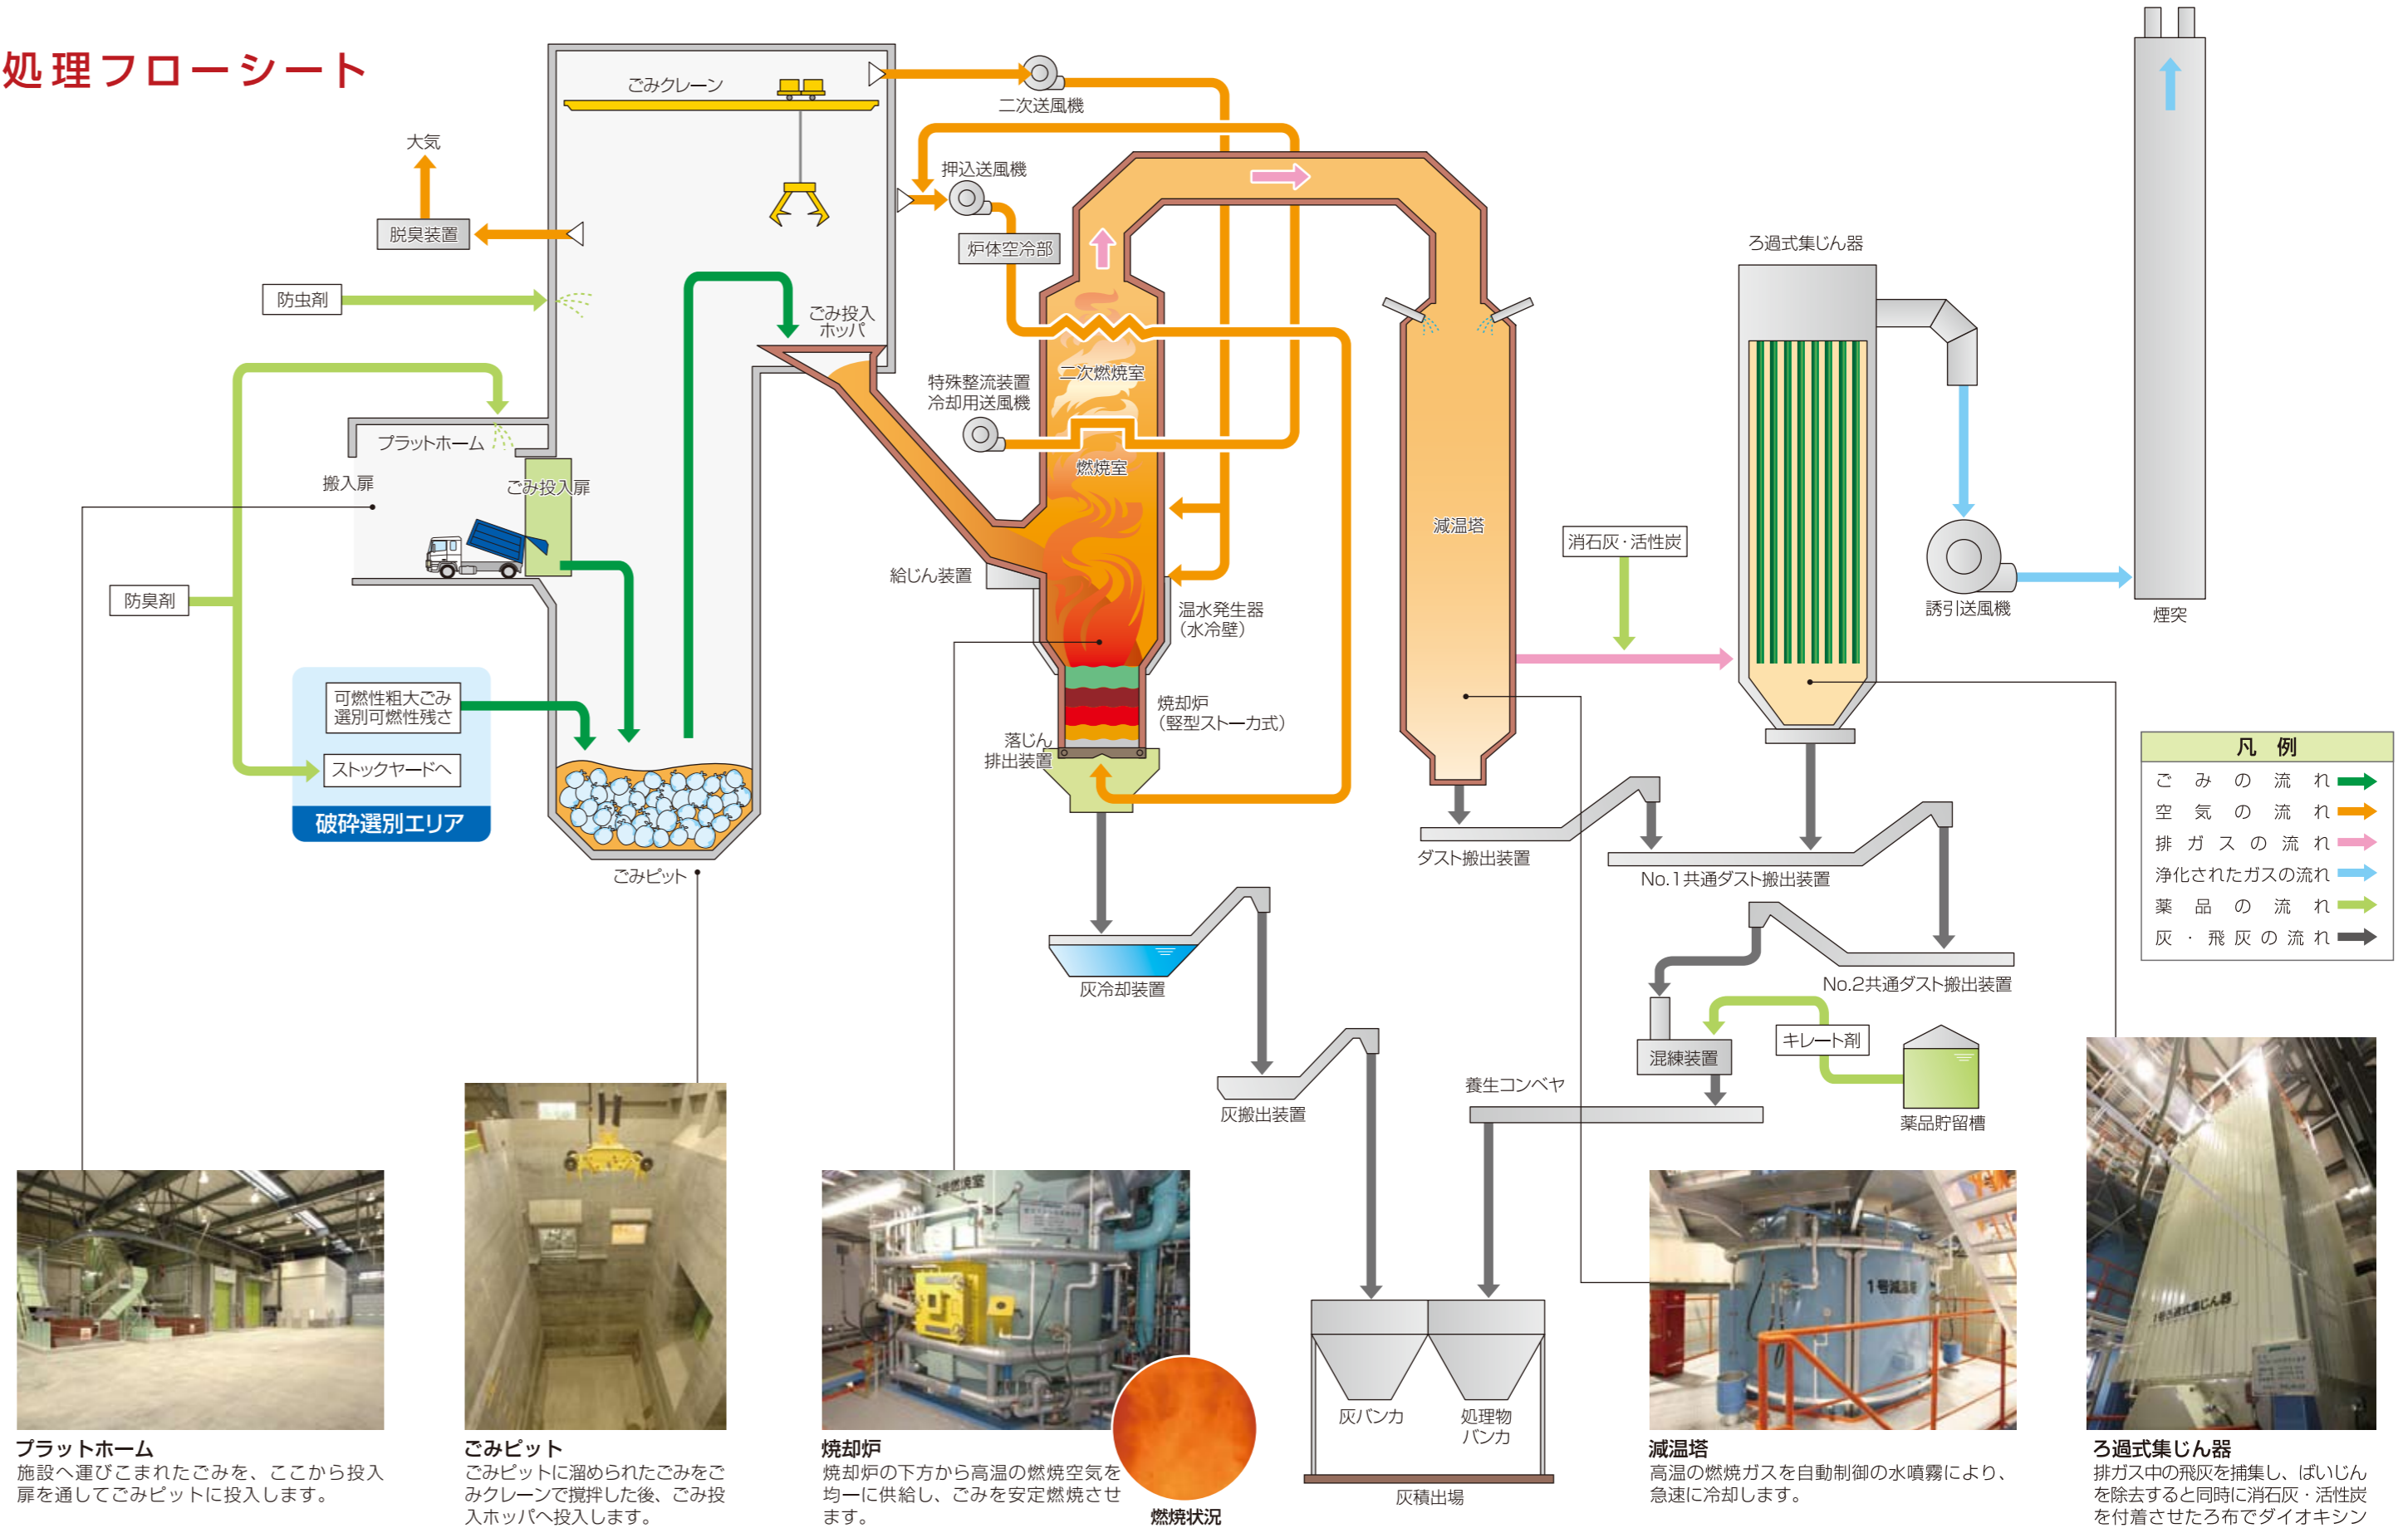 処理フローシート
ごみクレーン
二次送風機
大気
押込送風機
脱臭装置
炉体空冷部
ろ過式集じん器
防虫剤
ごみ投入
ホッパ
二次燃焼室
特殊整流装置
冷却用送風機
プラットホーム
燃焼室
搬入扉
ごみ投入扉
減温塔
消石灰・活性炭
給じん装置
防臭剤
温水発生器
（水冷壁）
誘引送風機
煙突
可燃性粗大ごみ
選別可燃性残さ
焼却炉
（竪型ストーカ式）
落じん
排出装置
ストックヤードへ
破砕選別エリア
凡 例
ごみの流れ
空気の流れ
排ガスの流れ
浄化されたガスの流れ
薬品の流れ
灰・飛灰の流れ
ごみピット
ダスト搬出装置
No.1共通ダスト搬出装置
灰冷却装置
No.2共通ダスト搬出装置
キレート剤
混練装置
養生コンベヤ
灰搬出装置
薬品貯留槽
2号燃焼室
1号減温塔
1号ろ過式集じん器
灰バンカ
処理物
バンカ
灰積出場
プラットホーム
施設へ運びこまれたごみを、ここから投入
扉を通してごみピットに投入します。
ごみピット
ごみピットに溜められたごみをご
みクレーンで撹拌した後、ごみ投
入ホッパへ投入します。
焼却炉
焼却炉の下方から高温の燃焼空気を
均一に供給し、ごみを安定燃焼させ
ます。
燃焼状況
減温塔
高温の燃焼ガスを自動制御の水噴霧により、
急速に冷却します。
ろ過式集じん器
排ガス中の飛灰を捕集し、ばいじん
を除去すると同時に消石灰・活性炭
を付着させたろ布でダイオキシン